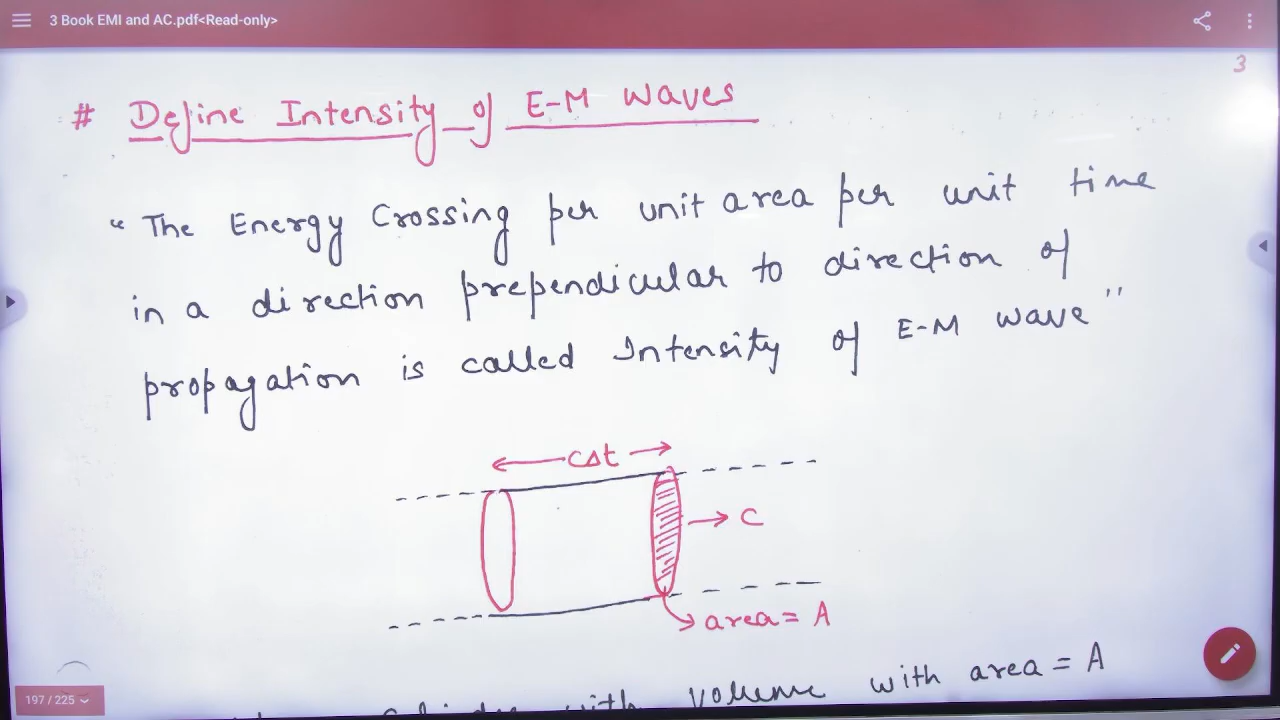 3 Book EMI and AC.pdf<Read-only>
3
# Define Intensity of E-M Waves
"The Energy Crossing per unit area per unit time
in a direction prependicular to direction of
propagation is called Intensity of E-M wave"
c∆t
C
area = A
with volume with area = A
197 / 225